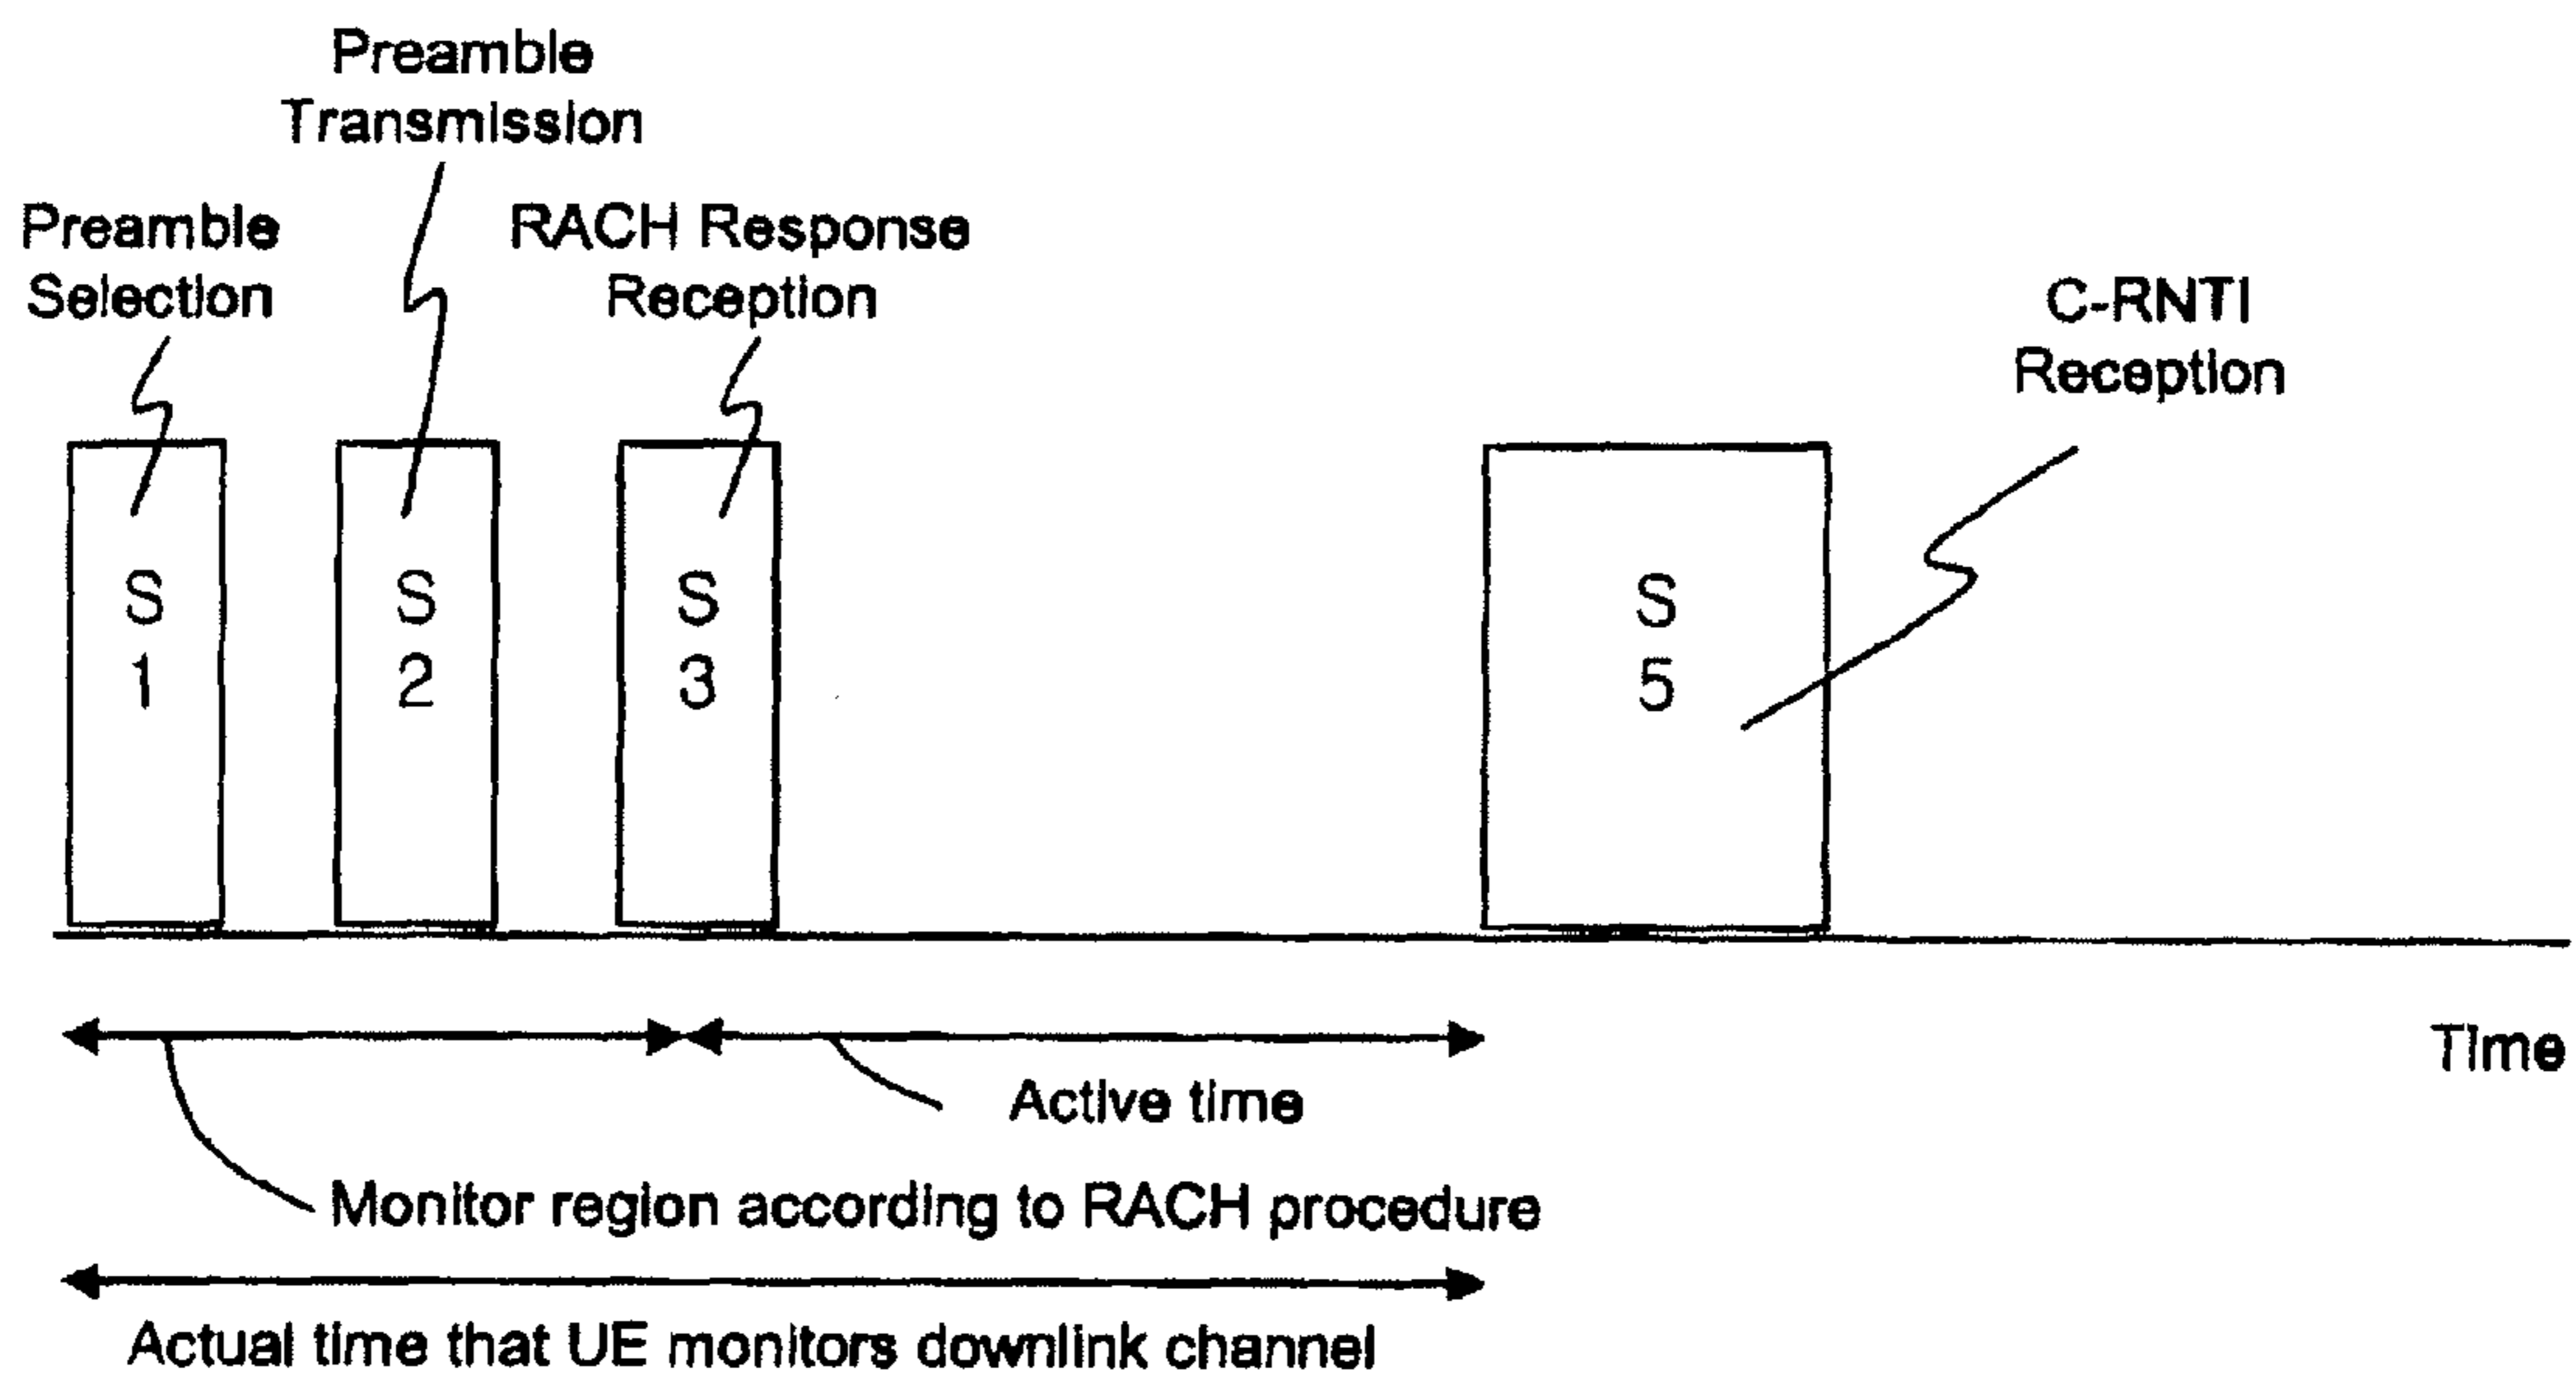 Preamble
Transmission
Preamble
Selection
RACH Response
Reception
C-RNTI
Reception
S
1
S
2
S
3
S
5
Time
Active time
Monitor region according to RACH procedure
Actual time that UE monitors downlink channel